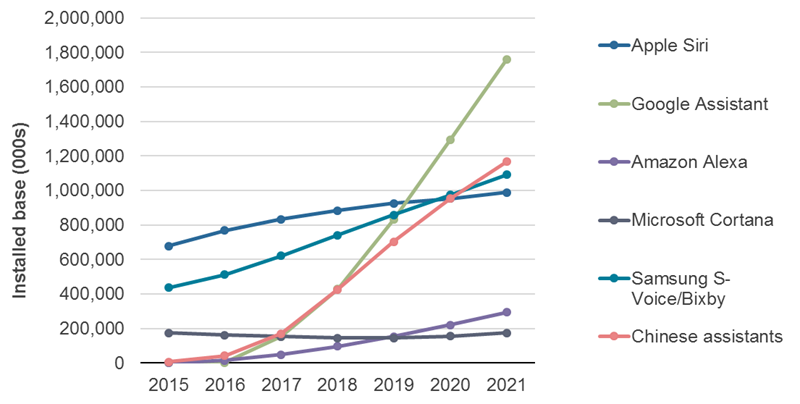 2,000,000
1,800,000
1,600,000
1,400,000
1,200,000
1,000,000
800,000
600,000
400,000
200,000
0
Installed base (000s)
2015 2016 2017 2018 2019 2020 2021
Apple Siri
Google Assistant
Amazon Alexa
Microsoft Cortana
Samsung S-
Voice/Bixby
Chinese assistants